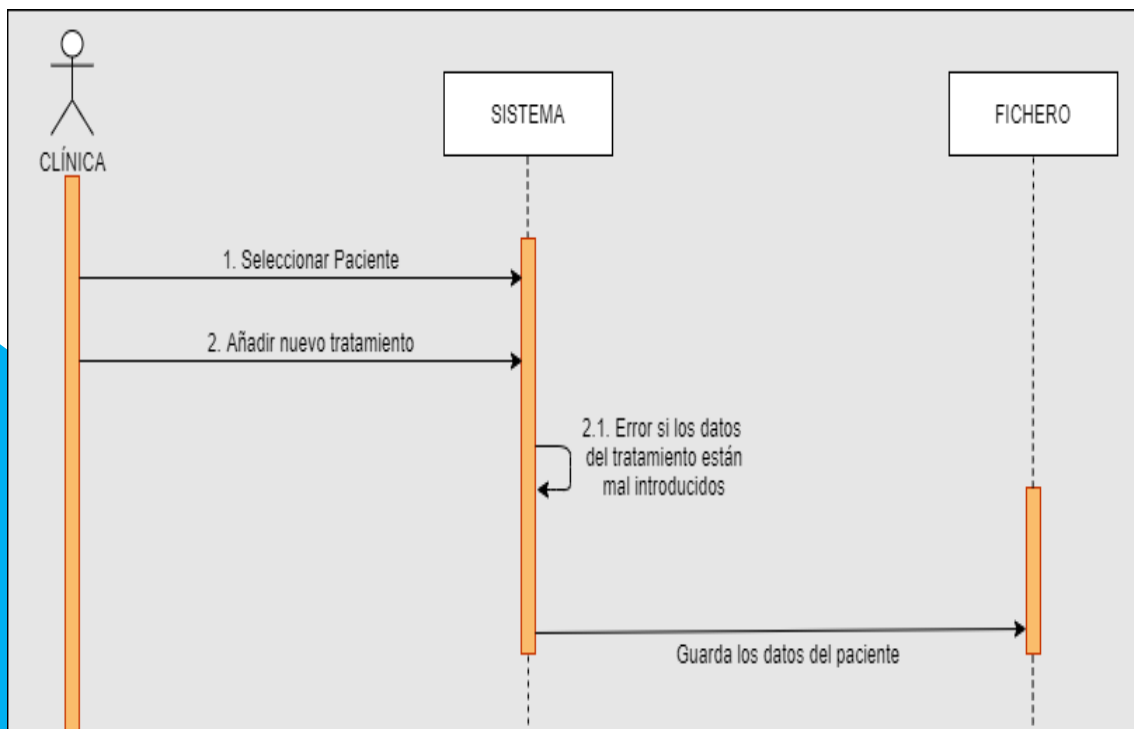 SISTEMA
FICHERO
CLÍNICA
1. Seleccionar Paciente
2. Añadir nuevo tratamiento
2.1. Error si los datos
del tratamiento están
mal introducidos
Guarda los datos del paciente